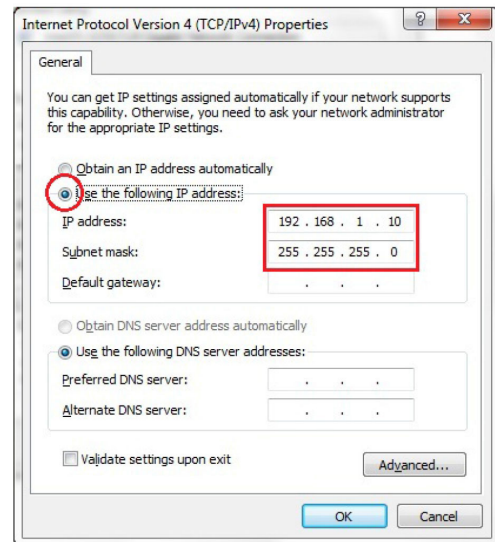 Internet Protocol Version 4 (TCP/IPv4) Properties
General
You can get IP settings assigned automatically if your network supports
this capability. Otherwise, you need to ask your network administrator
for the appropriate IP settings.
Obtain an IP address automatically
Use the following IP address:
IP address: 192 . 168 . 1 . 10
Subnet mask: 255 . 255 . 255 . 0
Default gateway: . . .
Obtain DNS server address automatically
Use the following DNS server addresses:
Preferred DNS server: . . .
Alternate DNS server: . . .
Validate settings upon exit
Advanced...
OK Cancel